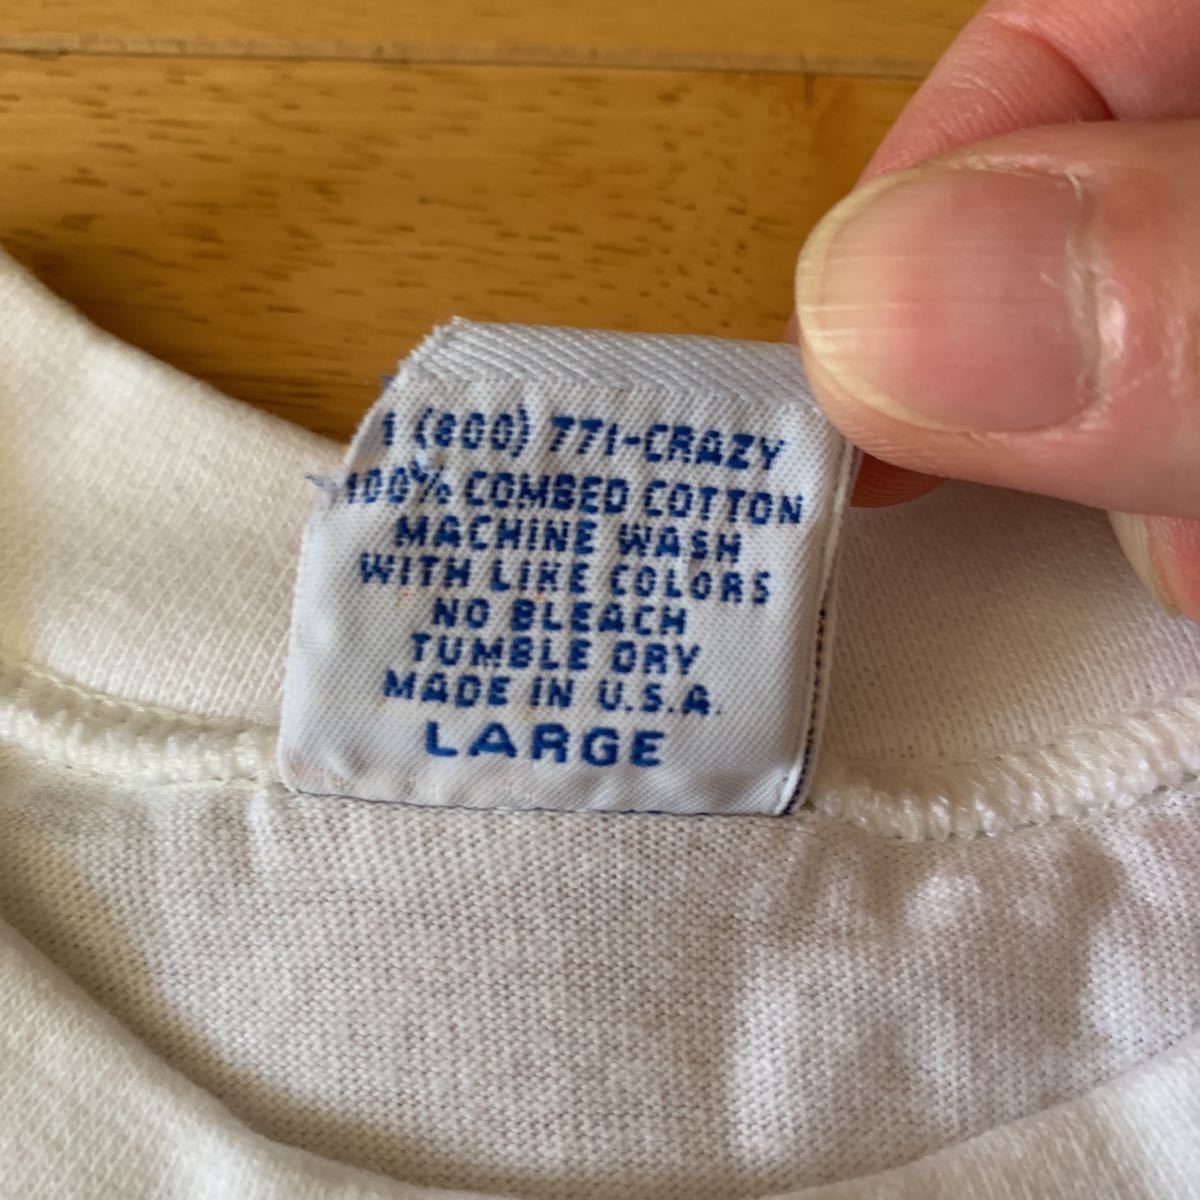 1 (800) 771-CRAZY
100% COMBED COTTON
MACHINE WASH
WITH LIKE COLORS
NO BLEACH
TUMBLE DRY
MADE IN U.S.A.
LARGE